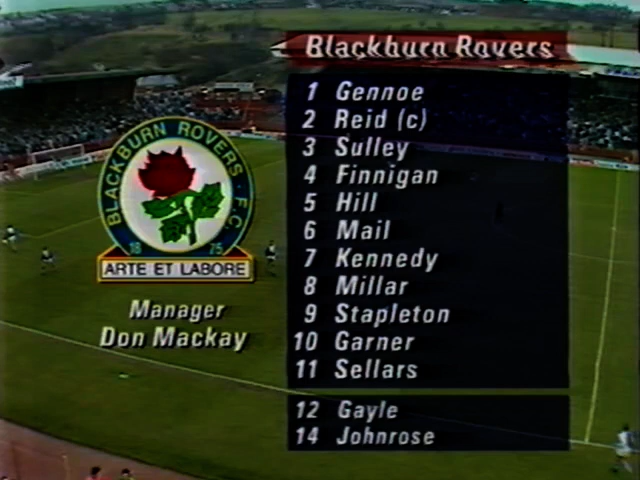 Blackburn Rovers
1 Gennoe
2 Reid (c)
3 Sulley
4 Finnigan
5 Hill
6 Mail
7 Kennedy
8 Millar
9 Stapleton
10 Garner
11 Sellars
12 Gayle
14 Johnrose
BLACKBURN ROVERS F.C.
18 75
ARTE ET LABORE
Manager
Don Mackay